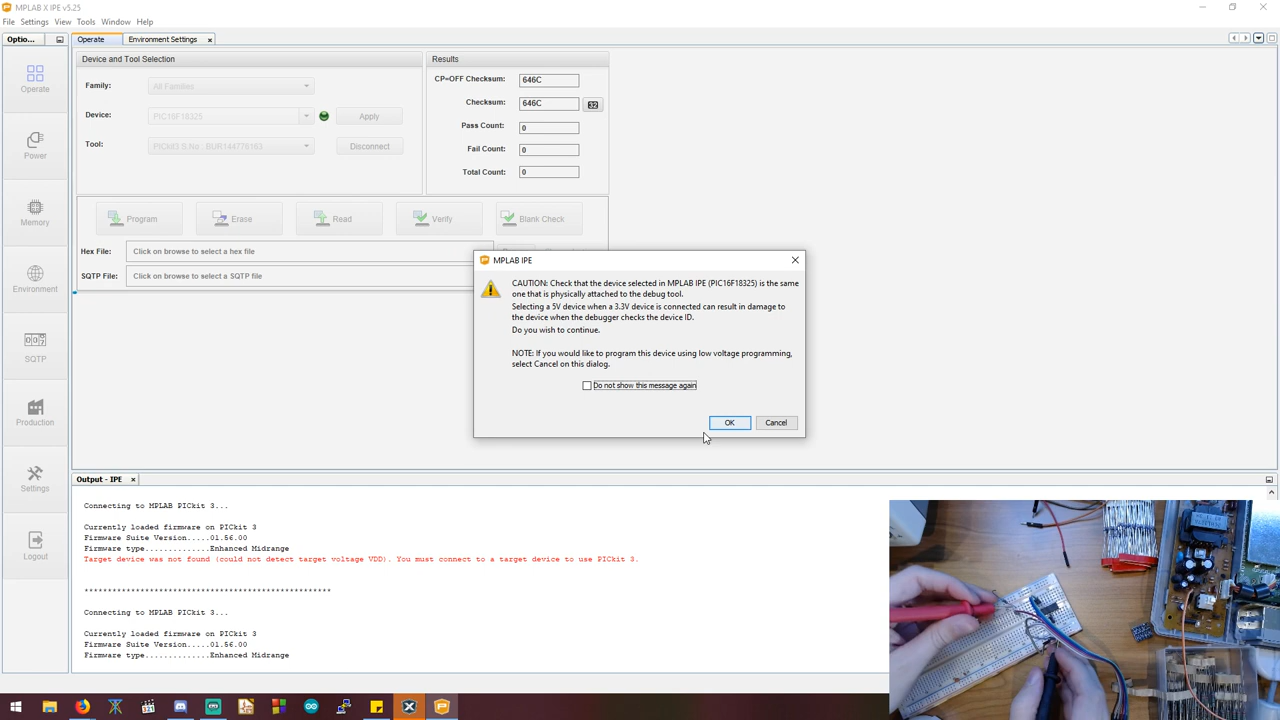 MPLAB X IPE v5.25
File Settings View Tools Window Help
Optio...
Operate
Environment Settings
Operate
Power
Memory
Environment
SQTP
Production
Settings
Logout
Device and Tool Selection
Family: All Families
Device: PIC16F18325 Apply
Tool: PICkit3 S.No : BUR144776163 Disconnect
Results
CP=OFF Checksum: 646C
Checksum: 646C 32
Pass Count: 0
Fail Count: 0
Total Count: 0
Program Erase Read Verify Blank Check
Hex File: Click on browse to select a hex file
SQTP File: Click on browse to select a SQTP file
MPLAB IPE
CAUTION: Check that the device selected in MPLAB IPE (PIC16F18325) is the same
one that is physically attached to the debug tool.
Selecting a 5V device when a 3.3V device is connected can result in damage to
the device when the debugger checks the device ID.
Do you wish to continue.
NOTE: If you would like to program this device using low voltage programming,
select Cancel on this dialog.
Do not show this message again
OK Cancel
Output - IPE
Connecting to MPLAB PICkit 3...
Currently loaded firmware on PICkit 3
Firmware Suite Version.....01.56.00
Firmware type..............Enhanced Midrange
Target device was not found (could not detect target voltage VDD). You must connect to a target device to use PICkit 3.
**************************************************
Connecting to MPLAB PICkit 3...
Currently loaded firmware on PICkit 3
Firmware Suite Version.....01.56.00
Firmware type..............Enhanced Midrange